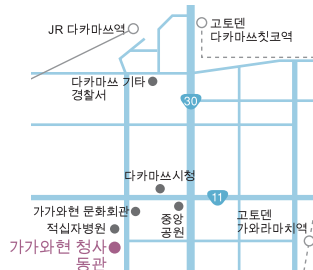 JR 다카마쓰역
고토덴
다카마쓰칫코역
다카마쓰 기타
경찰서
30
다카마쓰시청
11
가가와현 문화회관
중앙
공원
고토덴
가와라마치역
적십자병원
가가와현 청사
동관